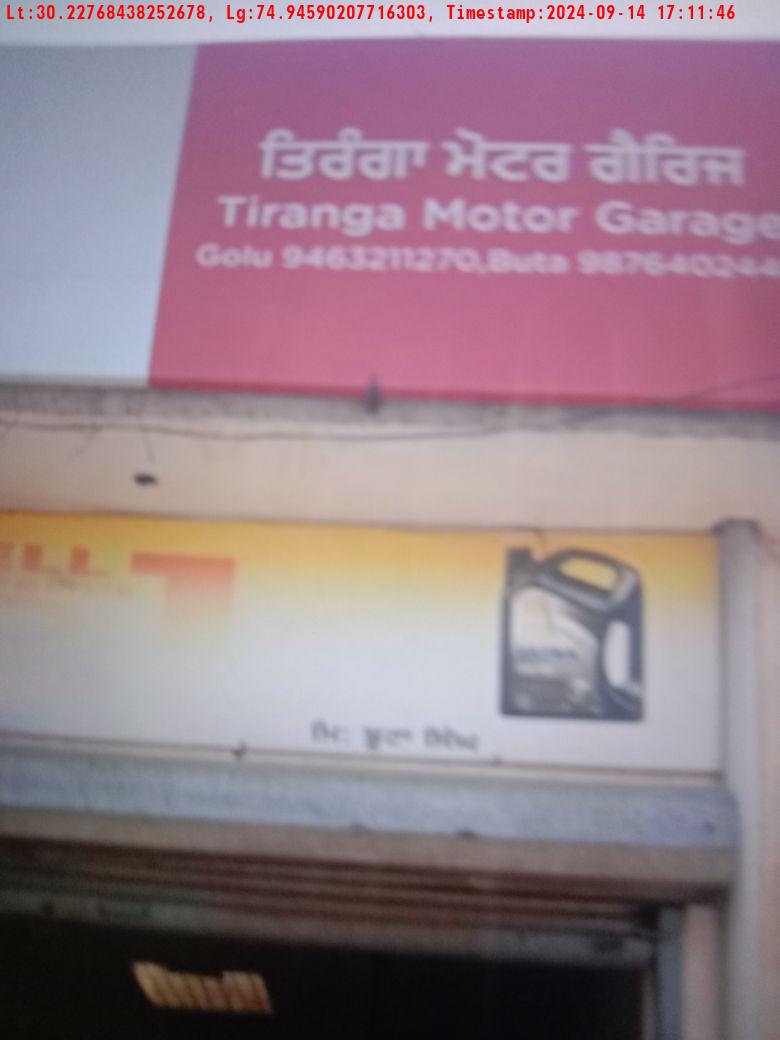 Lt:30.22768438252678, Lg:74.94590207716303, Timestamp:2024-09-14 17:11:46
ਤਿਰੰਗਾ ਮੋਟਰ ਗੈਰਿਜ
Tiranga Motor Garage
Golu 9463211270,Buta 987640244
ਮਿ: ਬੂਟਾ ਸਿੰਘ